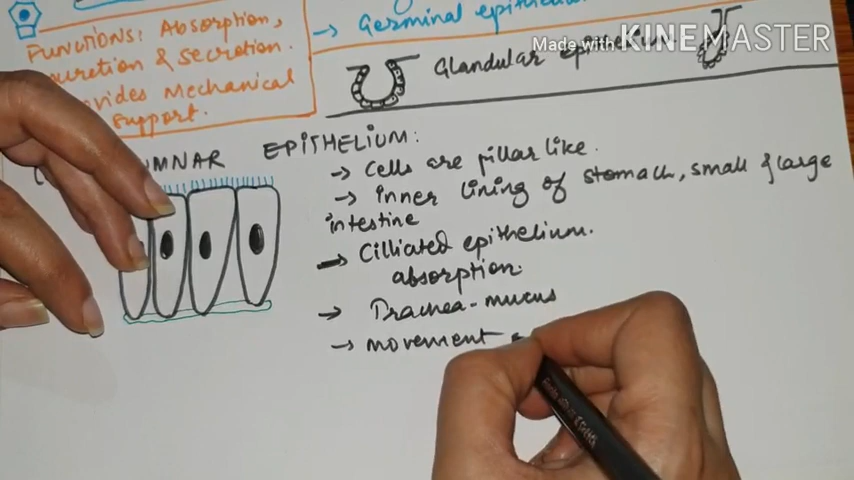 Germinal epithelium
FUNCTIONS: Absorption,
excretion & secretion.
Provides Mechanical
support.
Glandular epithelium
Made with KINEMASTER
EPITHELIUM:
→ Cells are pillar like.
→ inner lining of stomach, small & large
intestine
→ Cilliated epithelium.
absorption
→ Trachea - mucus
→ movement